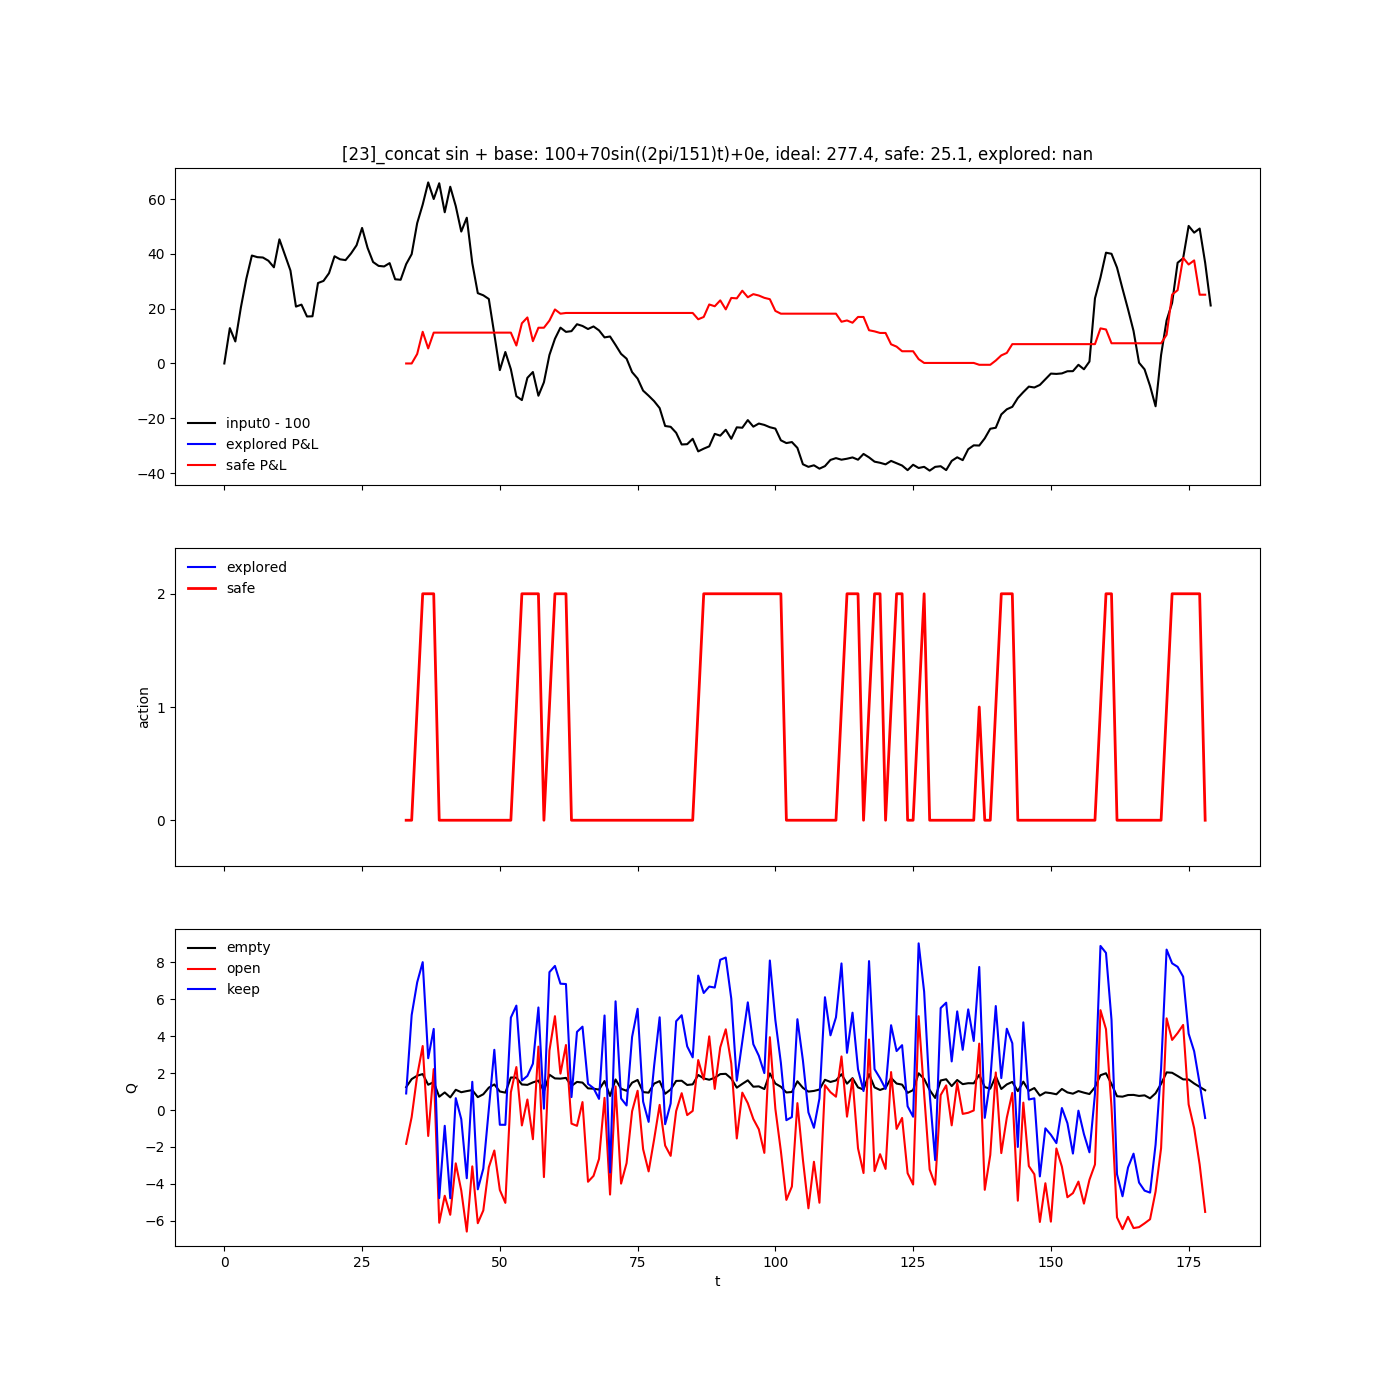 [23]_concat sin + base: 100+70sin((2pi/151)t)+0e, ideal: 277.4, safe: 25.1, explored: nan
60
40
20
0
−20
−40
input0 - 100
explored P&L
safe P&L
2
1
0
action
explored
safe
8
6
4
2
0
−2
−4
−6
Q
empty
open
keep
0 25 50 75 100 125 150 175
t